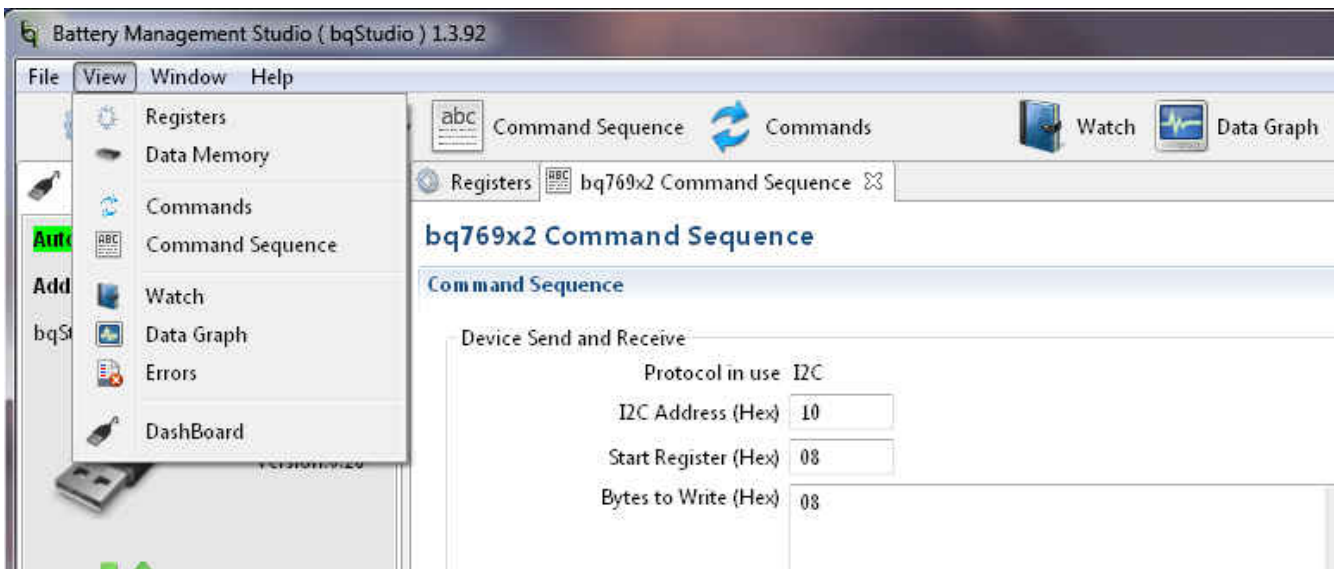 Battery Management Studio ( bqStudio ) 1.3.92
File View Window Help
abc Command Sequence Commands Watch Data Graph
Registers
Data Memory
Commands
ABC Command Sequence
Watch
Data Graph
Errors
DashBoard
Registers ABC bq769x2 Command Sequence
bq769x2 Command Sequence
Command Sequence
Device Send and Receive
Protocol in use I2C
I2C Address (Hex) 10
Start Register (Hex) 08
Bytes to Write (Hex) 08